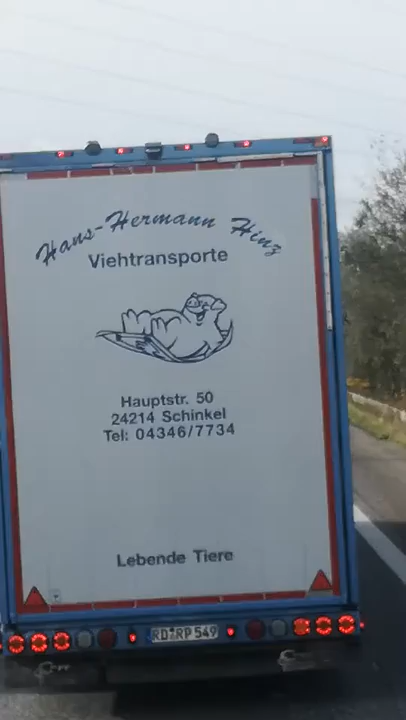 Hans-Hermann Hinz
Viehtransporte
Hauptstr. 50
24214 Schinkel
Tel: 04346/7734
Lebende Tiere
RD RP 549